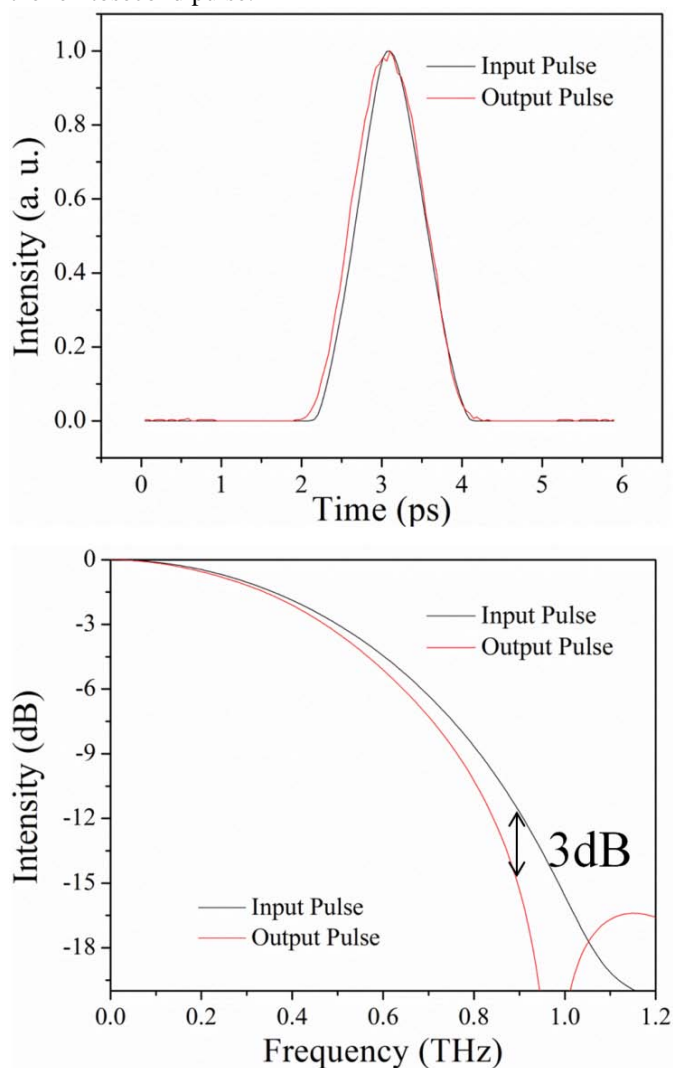 1.0
0.8
0.6
0.4
0.2
0.0
Intensity (a. u.)
Input Pulse
Output Pulse
0 1 2 3 4 5 6
Time (ps)
0
-3
-6
-9
-12
-15
-18
Intensity (dB)
Input Pulse
Output Pulse
3dB
Input Pulse
Output Pulse
0.0 0.2 0.4 0.6 0.8 1.0 1.2
Frequency (THz)